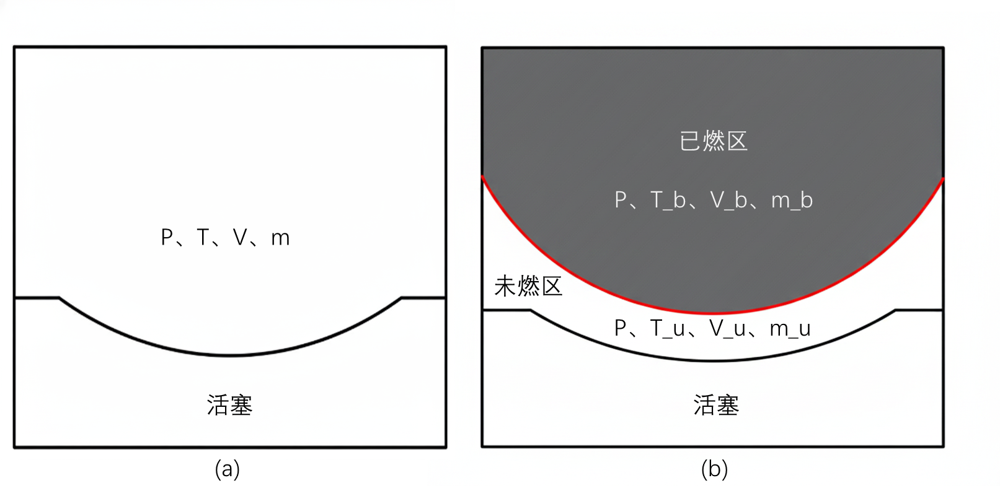 P、T、V、m
活塞
(a)
已燃区
P、T_b、V_b、m_b
未燃区
P、T_u、V_u、m_u
活塞
(b)